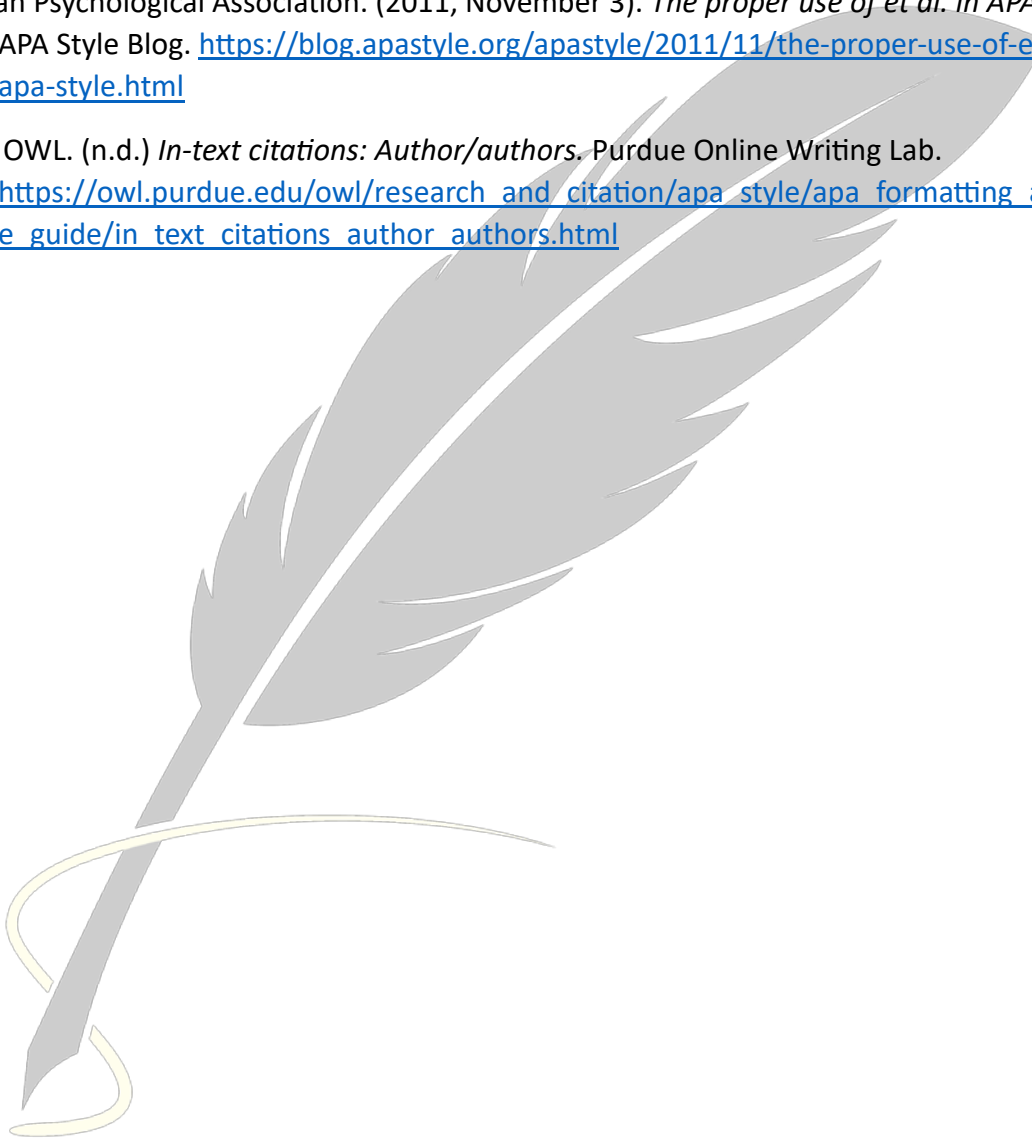 an Psychological Association. (2011, November 3). The proper use of et al. in APA
APA Style Blog. https://blog.apastyle.org/apastyle/2011/11/the-proper-use-of-e
apa-style.html
OWL. (n.d.) In-text citations: Author/authors. Purdue Online Writing Lab.
https://owl.purdue.edu/owl/research_and_citation/apa_style/apa_formatting_a
e_guide/in_text_citations_author_authors.html